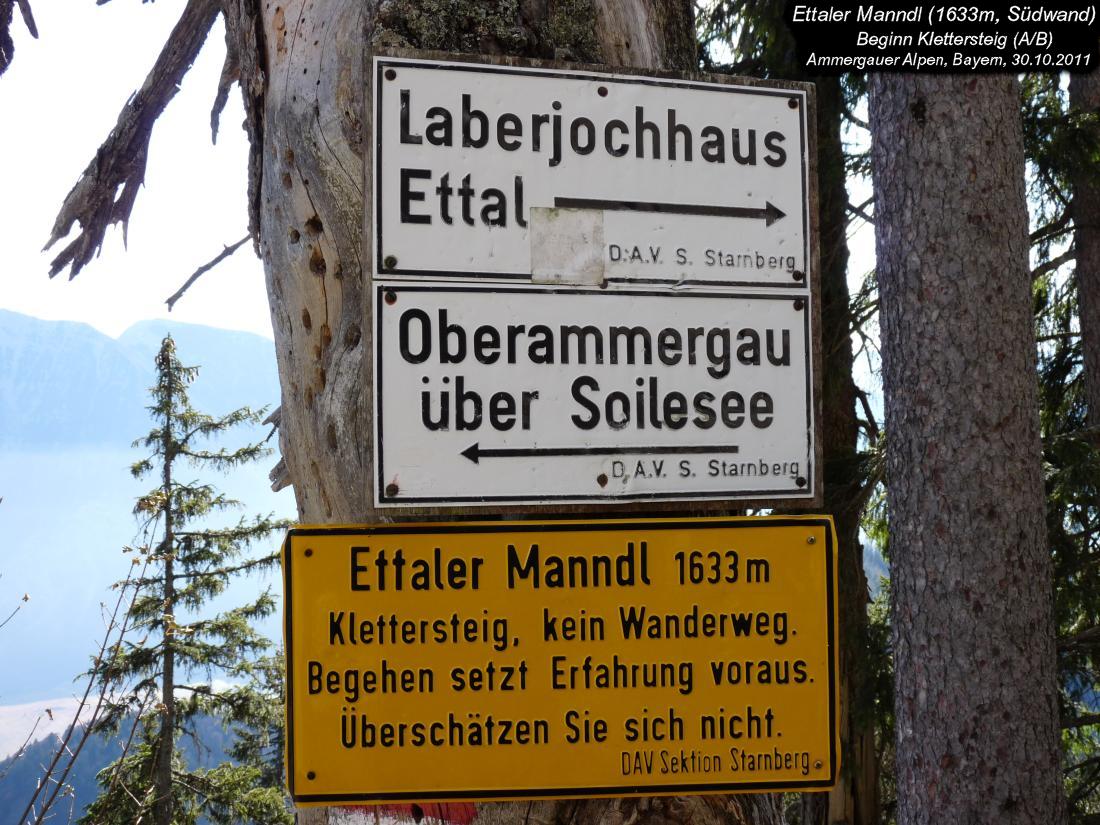 Ettaler Manndl (1633m, Südwand)
Beginn Klettersteig (A/B)
Ammergauer Alpen, Bayern, 30.10.2011
Laberjochhaus
Ettal
D.A.V. S. Starnberg
Oberammergau
über Soilesee
D.A.V. S. Starnberg
Ettaler Manndl 1633m
Klettersteig, kein Wanderweg.
Begehen setzt Erfahrung voraus.
Überschätzen Sie sich nicht.
DAV Sektion Starnberg